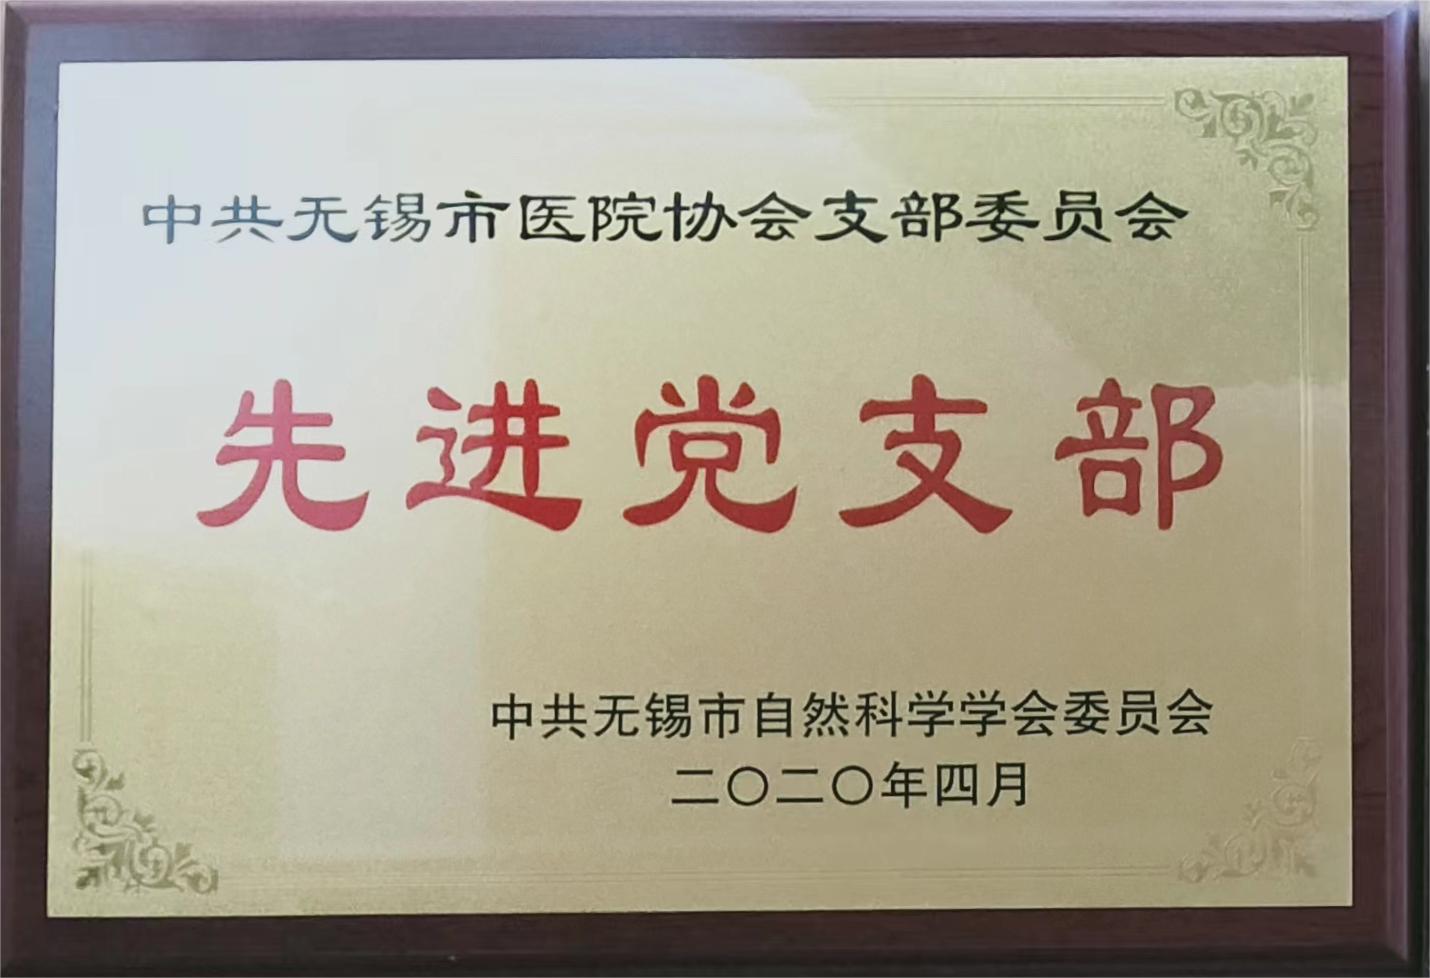 中共无锡市医院协会支部委员会
先进党支部
中共无锡市自然科学学会委员会
二〇二〇年四月